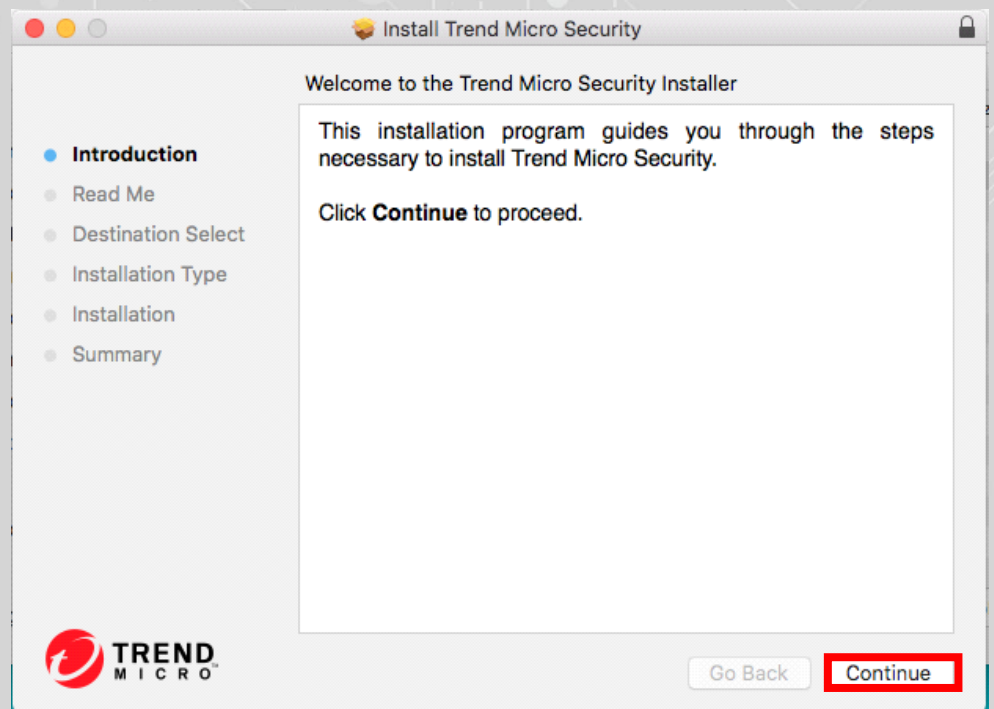 Install Trend Micro Security
Welcome to the Trend Micro Security Installer
Introduction
Read Me
Destination Select
Installation Type
Installation
Summary
This installation program guides you through the steps
necessary to install Trend Micro Security.
Click Continue to proceed.
TREND
MICRO™
Go Back
Continue